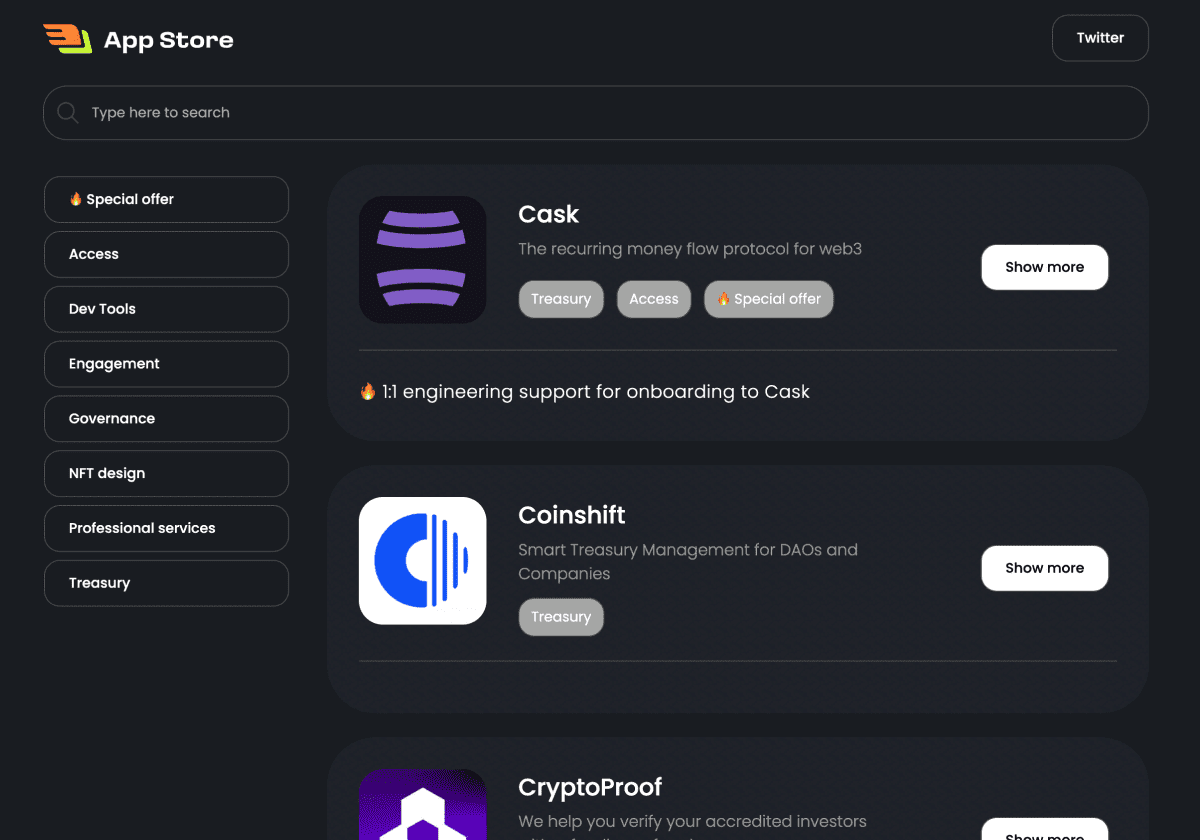 App Store
Twitter
Type here to search
🔥 Special offer
Access
Dev Tools
Engagement
Governance
NFT design
Professional services
Treasury
Cask
The recurring money flow protocol for web3
Treasury
Access
🔥 Special offer
Show more
🔥 1:1 engineering support for onboarding to Cask
Coinshift
Smart Treasury Management for DAOs and
Companies
Treasury
Show more
CryptoProof
We help you verify your accredited investors
Show more